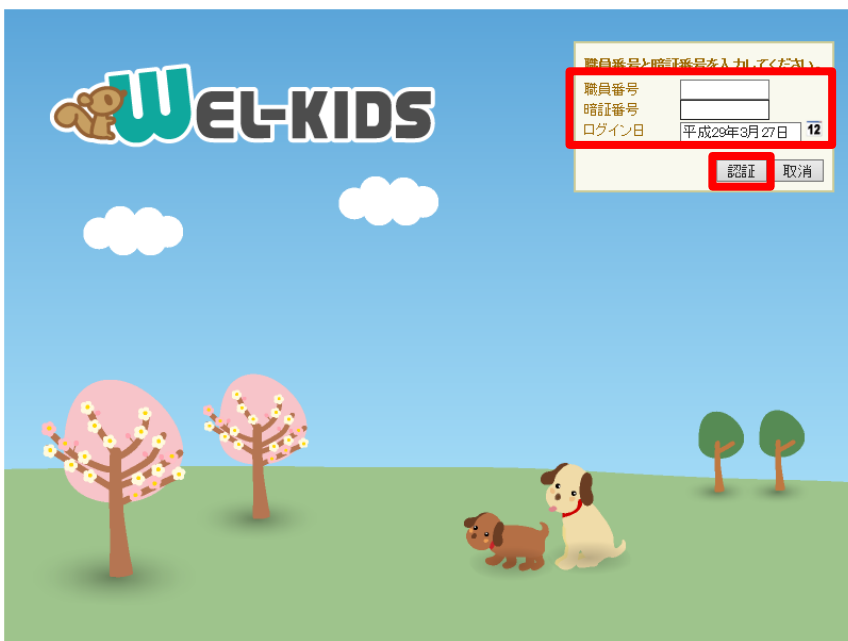 WEL-KIDS
職員番号と暗証番号を入力してください。
職員番号
暗証番号
ログイン日 平成29年3月27日 12
認証 取消